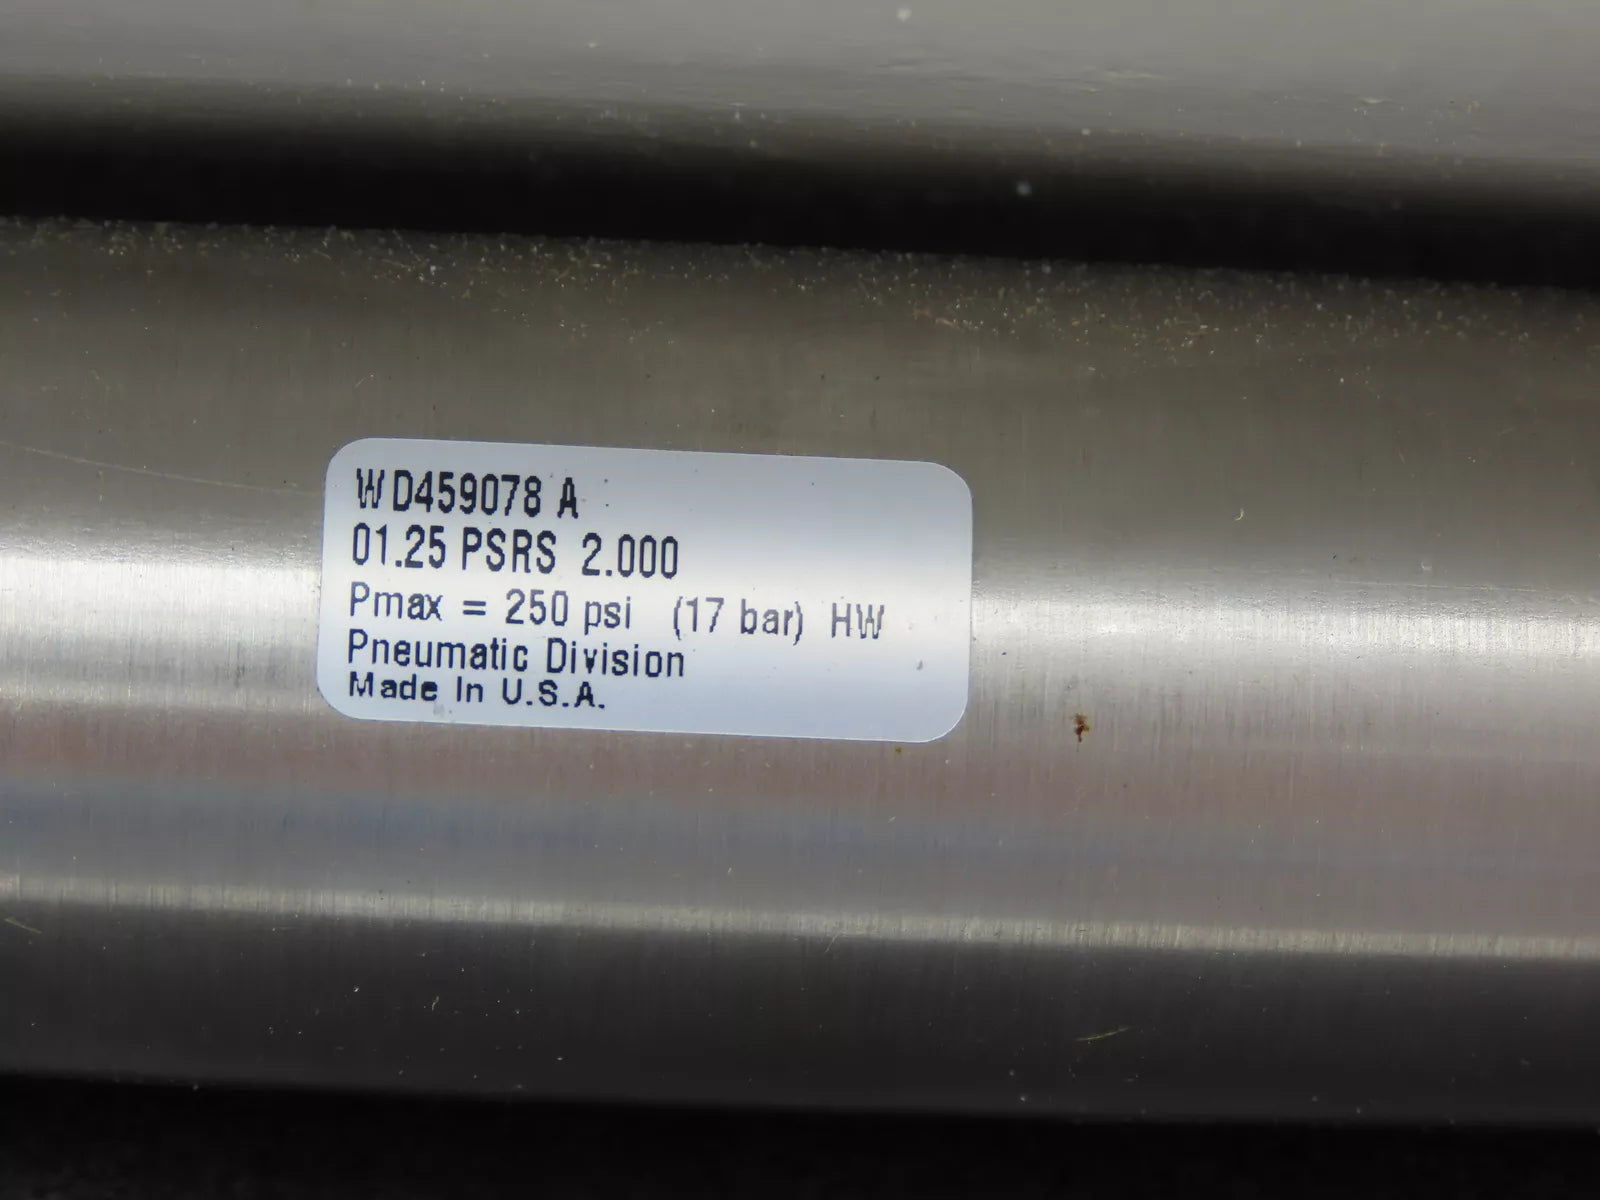 WD459078 A
01.25 PSRS 2.000
Pmax = 250 psi (17 bar) HW
Pneumatic Division
Made In U.S.A.